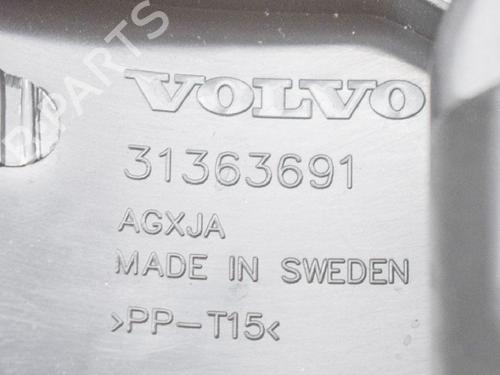 VOLVO
31363691
AGXJA
MADE IN SWEDEN
>PP-T15<